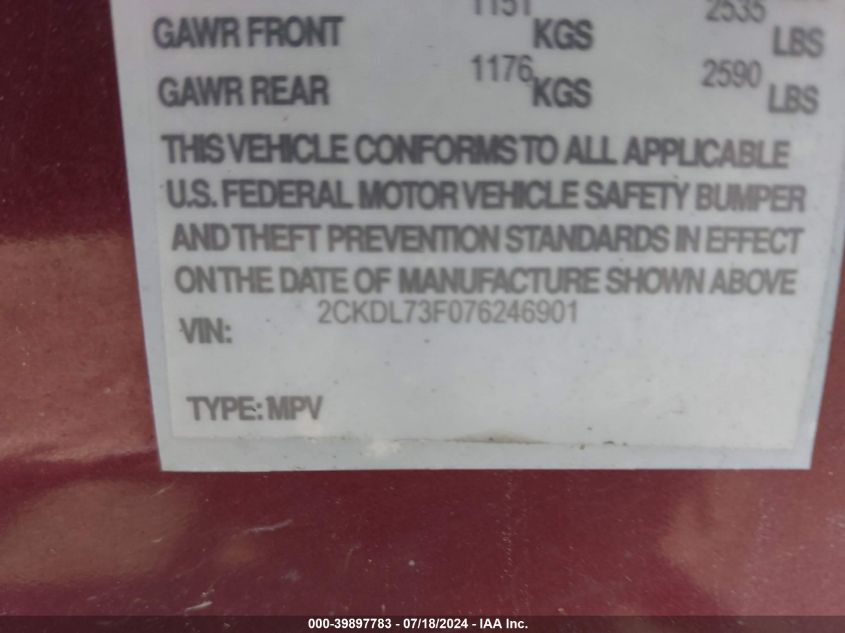 GAWR FRONT 1151 KGS 2535 LBS
GAWR REAR 1176 KGS 2590 LBS
THIS VEHICLE CONFORMS TO ALL APPLICABLE
U.S. FEDERAL MOTOR VEHICLE SAFETY BUMPER
AND THEFT PREVENTION STANDARDS IN EFFECT
ON THE DATE OF MANUFACTURE SHOWN ABOVE
VIN: 2CKDL73F076246901
TYPE: MPV
000-39897783 - 07/18/2024 - IAA Inc.